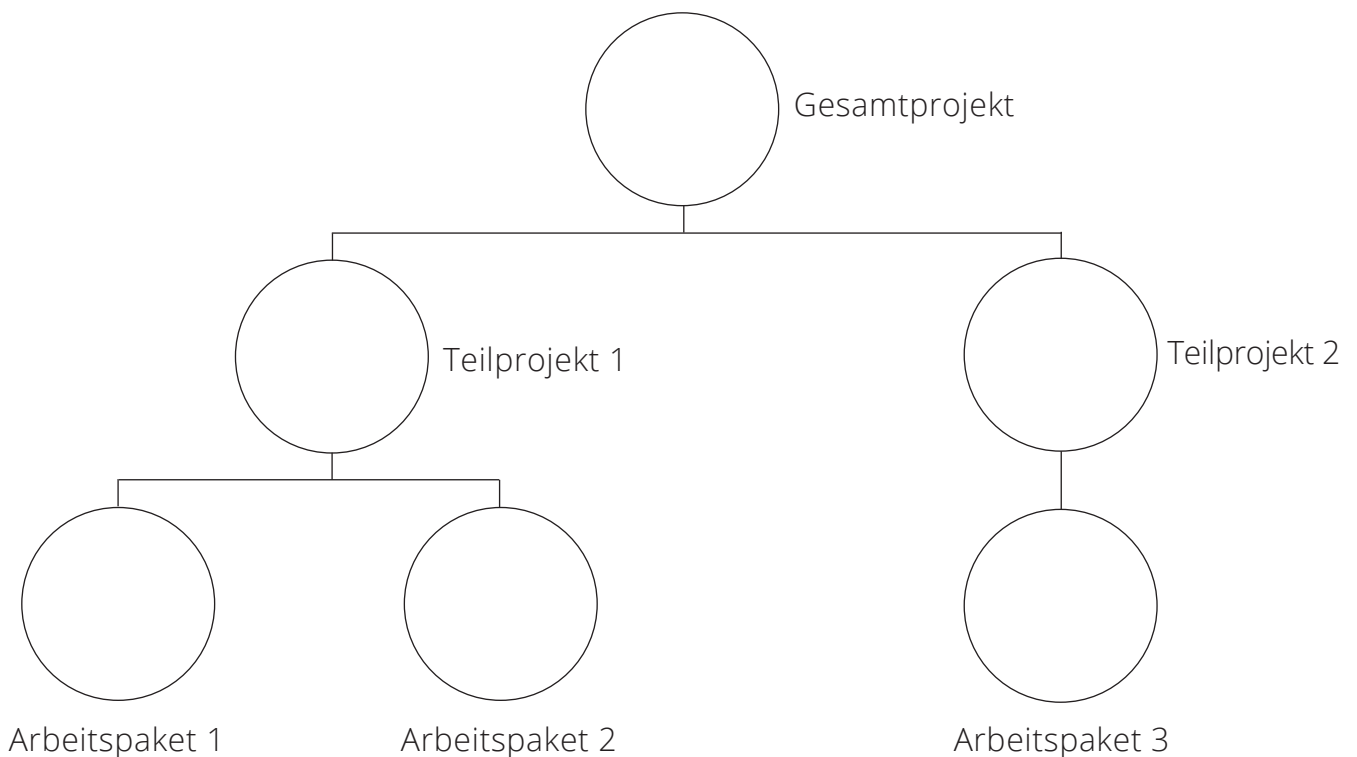 Gesamtprojekt
Teilprojekt 1
Teilprojekt 2
Arbeitspaket 1
Arbeitspaket 2
Arbeitspaket 3